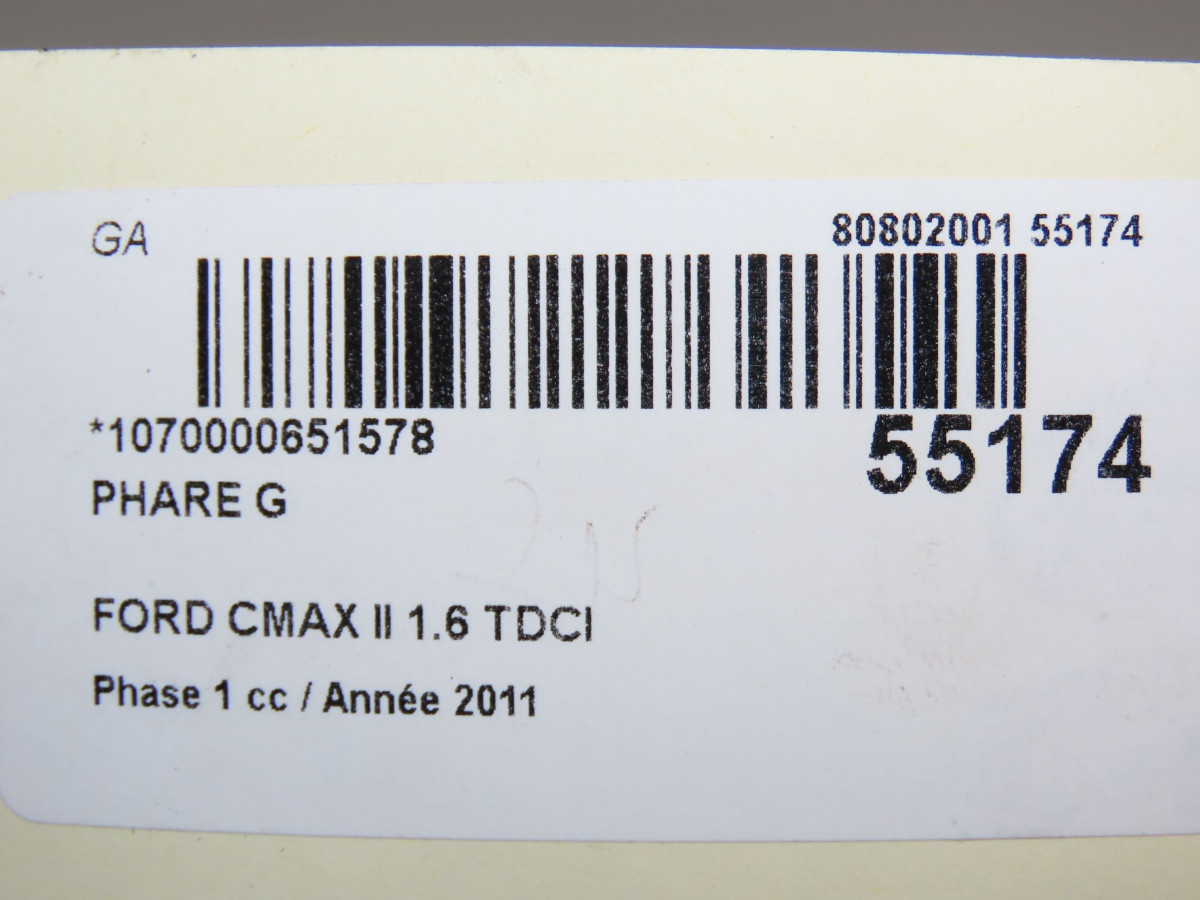 GA
80802001 55174
*1070000651578
55174
PHARE G
FORD CMAX II 1.6 TDCI
Phase 1 cc / Année 2011